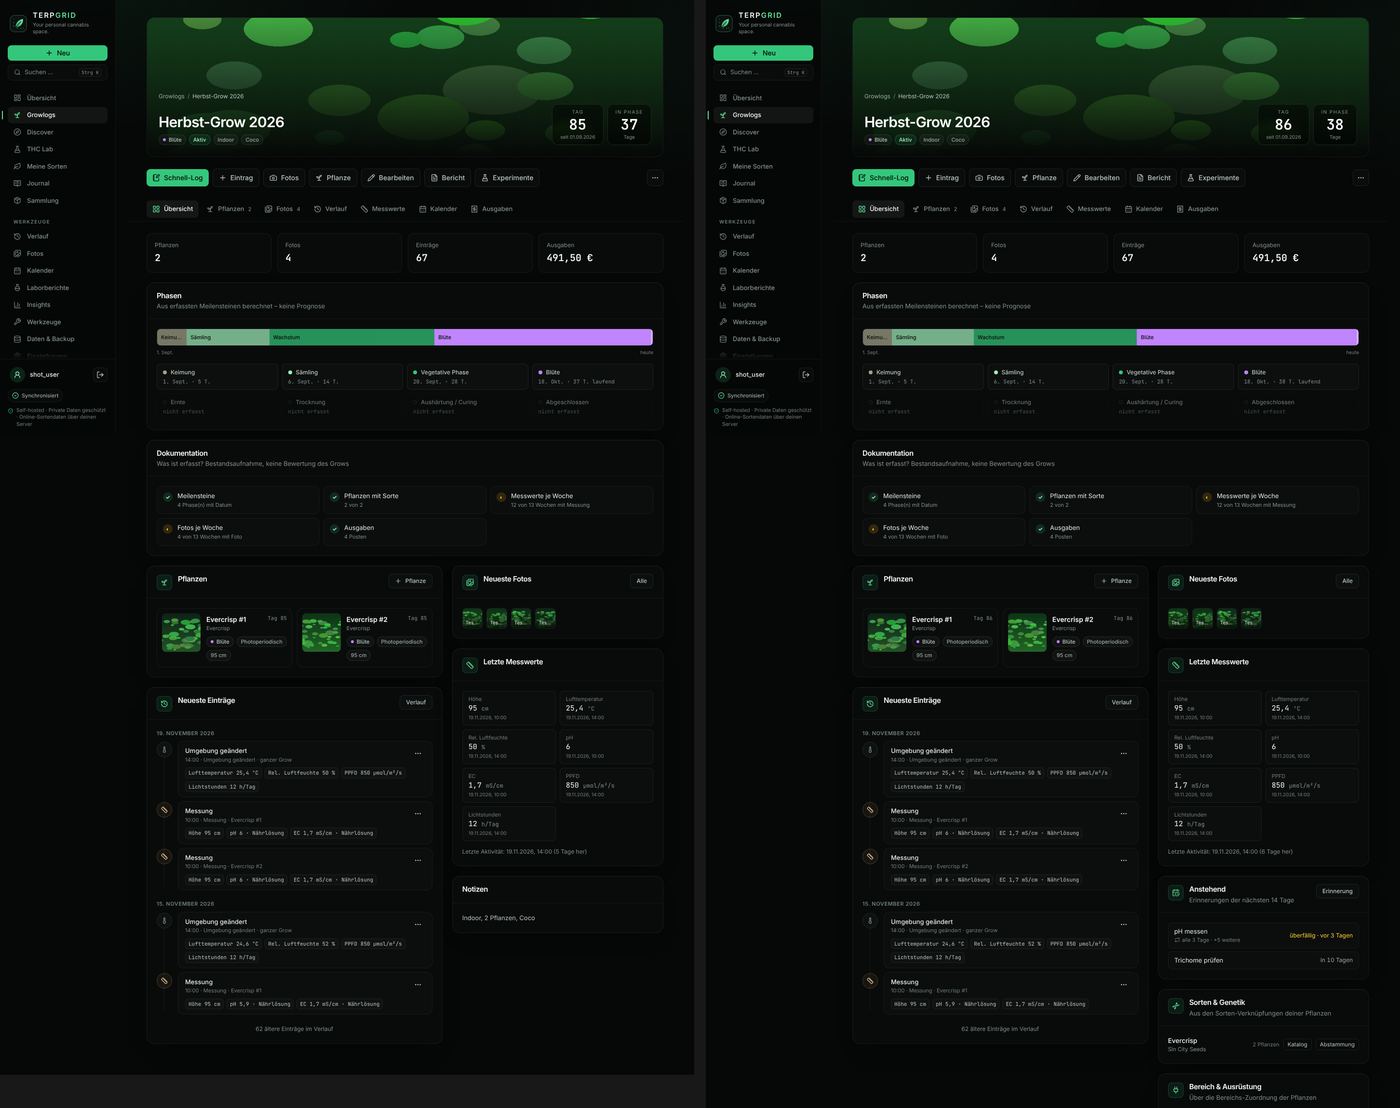 TERPGRID
Your personal cannabis
space.
+ Neu
Suchen ... Strg K
Übersicht
Growlogs
Discover
THC Lab
Meine Sorten
Journal
Sammlung
WERKZEUGE
Verlauf
Fotos
Kalender
Laborberichte
Insights
Werkzeuge
Daten & Backup
Einstellungen
shot_user
Synchronisiert
Self-hosted · Private Daten geschützt
· Online-Sortendaten über deinen
Server
Growlogs / Herbst-Grow 2026
Herbst-Grow 2026
Blüte Aktiv Indoor Coco
TAG
85
seit 01.09.2026
IN PHASE
37
Tage
Schnell-Log + Eintrag Fotos Pflanze Bearbeiten Bericht Experimente ...
Übersicht Pflanzen 2 Fotos 4 Verlauf Messwerte Kalender Ausgaben
Pflanzen
2
Fotos
4
Einträge
67
Ausgaben
491,50 €
Phasen
Aus erfassten Meilensteinen berechnet – keine Prognose
Keimu... Sämling Wachstum Blüte
1. Sept. heute
Keimung
1. Sept. · 5 T.
Sämling
6. Sept. · 14 T.
Vegetative Phase
20. Sept. · 28 T.
Blüte
18. Okt. · 37 T. laufend
Ernte
nicht erfasst
Trocknung
nicht erfasst
Aushärtung / Curing
nicht erfasst
Abgeschlossen
nicht erfasst
Dokumentation
Was ist erfasst? Bestandsaufnahme, keine Bewertung des Grows
Meilensteine
4 Phase(n) mit Datum
Pflanzen mit Sorte
2 von 2
Messwerte je Woche
12 von 13 Wochen mit Messung
Fotos je Woche
4 von 13 Wochen mit Foto
Ausgaben
4 Posten
Pflanzen + Pflanze
Evercrisp #1 Tag 85
Evercrisp
Blüte Photoperiodisch
95 cm
Evercrisp #2 Tag 85
Evercrisp
Blüte Photoperiodisch
95 cm
Neueste Einträge Verlauf
19. NOVEMBER 2026
Umgebung geändert ...
14:00 · Umgebung geändert · ganzer Grow
Lufttemperatur 25,4 °C Rel. Luftfeuchte 50 % PPFD 850 µmol/m²/s
Lichtstunden 12 h/Tag
Messung ...
10:00 · Messung · Evercrisp #1
Höhe 95 cm pH 6 · Nährlösung EC 1,7 mS/cm · Nährlösung
Messung ...
10:00 · Messung · Evercrisp #2
Höhe 95 cm pH 6 · Nährlösung EC 1,7 mS/cm · Nährlösung
15. NOVEMBER 2026
Umgebung geändert ...
14:00 · Umgebung geändert · ganzer Grow
Lufttemperatur 24,6 °C Rel. Luftfeuchte 52 % PPFD 850 µmol/m²/s
Lichtstunden 12 h/Tag
Messung ...
10:00 · Messung · Evercrisp #1
Höhe 95 cm pH 5,9 · Nährlösung EC 1,7 mS/cm · Nährlösung
62 ältere Einträge im Verlauf
Neueste Fotos Alle
Tes... Tes... Tes... Tes...
Letzte Messwerte
Höhe
95 cm
19.11.2026, 10:00
Lufttemperatur
25,4 °C
19.11.2026, 14:00
Rel. Luftfeuchte
50 %
19.11.2026, 14:00
pH
6
19.11.2026, 10:00
EC
1,7 mS/cm
19.11.2026, 10:00
PPFD
850 µmol/m²/s
19.11.2026, 14:00
Lichtstunden
12 h/Tag
19.11.2026, 14:00
Letzte Aktivität: 19.11.2026, 14:00 (5 Tage her)
Notizen
Indoor, 2 Pflanzen, Coco
TERPGRID
Your personal cannabis
space.
+ Neu
Suchen ... Strg K
Übersicht
Growlogs
Discover
THC Lab
Meine Sorten
Journal
Sammlung
WERKZEUGE
Verlauf
Fotos
Kalender
Laborberichte
Insights
Werkzeuge
Daten & Backup
Einstellungen
shot_user
Synchronisiert
Self-hosted · Private Daten geschützt
· Online-Sortendaten über deinen
Server
Growlogs / Herbst-Grow 2026
Herbst-Grow 2026
Blüte Aktiv Indoor Coco
TAG
86
seit 01.09.2026
IN PHASE
38
Tage
Schnell-Log + Eintrag Fotos Pflanze Bearbeiten Bericht Experimente ...
Übersicht Pflanzen 2 Fotos 4 Verlauf Messwerte Kalender Ausgaben
Pflanzen
2
Fotos
4
Einträge
67
Ausgaben
491,50 €
Phasen
Aus erfassten Meilensteinen berechnet – keine Prognose
Keimu... Sämling Wachstum Blüte
1. Sept. heute
Keimung
1. Sept. · 5 T.
Sämling
6. Sept. · 14 T.
Vegetative Phase
20. Sept. · 28 T.
Blüte
18. Okt. · 38 T. laufend
Ernte
nicht erfasst
Trocknung
nicht erfasst
Aushärtung / Curing
nicht erfasst
Abgeschlossen
nicht erfasst
Dokumentation
Was ist erfasst? Bestandsaufnahme, keine Bewertung des Grows
Meilensteine
4 Phase(n) mit Datum
Pflanzen mit Sorte
2 von 2
Messwerte je Woche
12 von 13 Wochen mit Messung
Fotos je Woche
4 von 13 Wochen mit Foto
Ausgaben
4 Posten
Pflanzen + Pflanze
Evercrisp #1 Tag 86
Evercrisp
Blüte Photoperiodisch
95 cm
Evercrisp #2 Tag 86
Evercrisp
Blüte Photoperiodisch
95 cm
Neueste Einträge Verlauf
19. NOVEMBER 2026
Umgebung geändert ...
14:00 · Umgebung geändert · ganzer Grow
Lufttemperatur 25,4 °C Rel. Luftfeuchte 50 % PPFD 850 µmol/m²/s
Lichtstunden 12 h/Tag
Messung ...
10:00 · Messung · Evercrisp #1
Höhe 95 cm pH 6 · Nährlösung EC 1,7 mS/cm · Nährlösung
Messung ...
10:00 · Messung · Evercrisp #2
Höhe 95 cm pH 6 · Nährlösung EC 1,7 mS/cm · Nährlösung
15. NOVEMBER 2026
Umgebung geändert ...
14:00 · Umgebung geändert · ganzer Grow
Lufttemperatur 24,6 °C Rel. Luftfeuchte 52 % PPFD 850 µmol/m²/s
Lichtstunden 12 h/Tag
Messung ...
10:00 · Messung · Evercrisp #1
Höhe 95 cm pH 5,9 · Nährlösung EC 1,7 mS/cm · Nährlösung
62 ältere Einträge im Verlauf
Neueste Fotos Alle
Tes... Tes... Tes... Tes...
Letzte Messwerte
Höhe
95 cm
19.11.2026, 10:00
Lufttemperatur
25,4 °C
19.11.2026, 14:00
Rel. Luftfeuchte
50 %
19.11.2026, 14:00
pH
6
19.11.2026, 10:00
EC
1,7 mS/cm
19.11.2026, 10:00
PPFD
850 µmol/m²/s
19.11.2026, 14:00
Lichtstunden
12 h/Tag
19.11.2026, 14:00
Letzte Aktivität: 19.11.2026, 14:00 (6 Tage her)
Anstehend Erinnerung
Erinnerungen der nächsten 14 Tage
pH messen überfällig · vor 3 Tagen
alle 3 Tage · +5 weitere
Trichome prüfen in 10 Tagen
Sorten & Genetik
Aus den Sorten-Verknüpfungen deiner Pflanzen
Evercrisp 2 Pflanzen Katalog Abstammung
Sin City Seeds
Bereich & Ausrüstung
Über die Bereichs-Zuordnung der Pflanzen